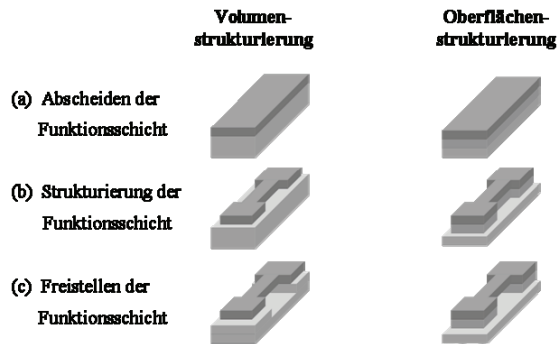 Volumen-
strukturierung
Oberflächen-
strukturierung
(a) Abscheiden der
Funktionsschicht
(b) Strukturierung der
Funktionsschicht
(c) Freistellen der
Funktionsschicht